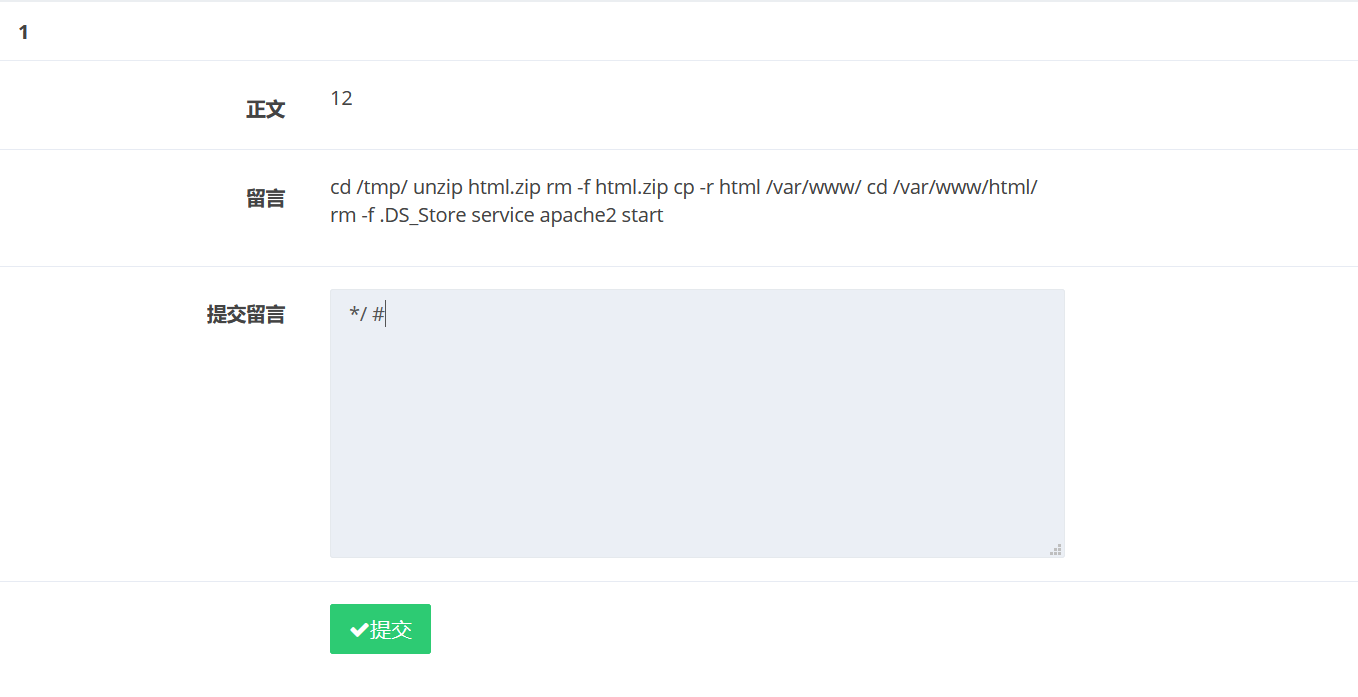 1
正文
12
留言
cd /tmp/ unzip html.zip rm -f html.zip cp -r html /var/www/ cd /var/www/html/
rm -f .DS_Store service apache2 start
提交留言
*/ #
提交